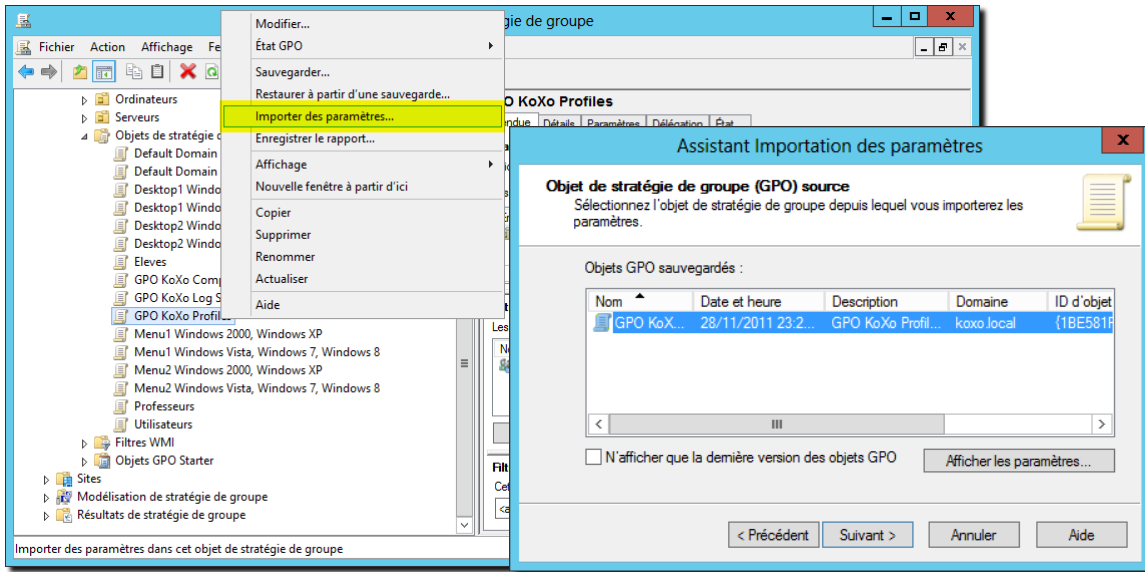 gie de groupe
Fichier Action Affichage Fe
Modifier...
État GPO
Sauvegarder...
Restaurer à partir d'une sauvegarde...
Importer des paramètres...
Enregistrer le rapport...
Affichage
Nouvelle fenêtre à partir d'ici
Copier
Supprimer
Renommer
Actualiser
Aide
Ordinateurs
Serveurs
Objets de stratégie
Default Domain
Default Domain
Desktop1 Windo
Desktop1 Windo
Desktop2 Windo
Desktop2 Windo
Eleves
GPO KoXo Com
GPO KoXo Log S
GPO KoXo Profil
Menu1 Windows 2000, Windows XP
Menu1 Windows Vista, Windows 7, Windows 8
Menu2 Windows 2000, Windows XP
Menu2 Windows Vista, Windows 7, Windows 8
Professeurs
Utilisateurs
Filtres WMI
Objets GPO Starter
Sites
Modélisation de stratégie de groupe
Résultats de stratégie de groupe
Importer des paramètres dans cet objet de stratégie de groupe
O KoXo Profiles
ndue Détails Paramètres Délégation État
Les
Filt
Assistant Importation des paramètres
Objet de stratégie de groupe (GPO) source
Sélectionnez l'objet de stratégie de groupe depuis lequel vous importerez les
paramètres.
Objets GPO sauvegardés :
Nom Date et heure Description Domaine ID d'objet
GPO KoX... 28/11/2011 23:2... GPO KoXo Profil... koxo.local {1BE581F
N'afficher que la dernière version des objets GPO
Afficher les paramètres...
< Précédent Suivant > Annuler Aide